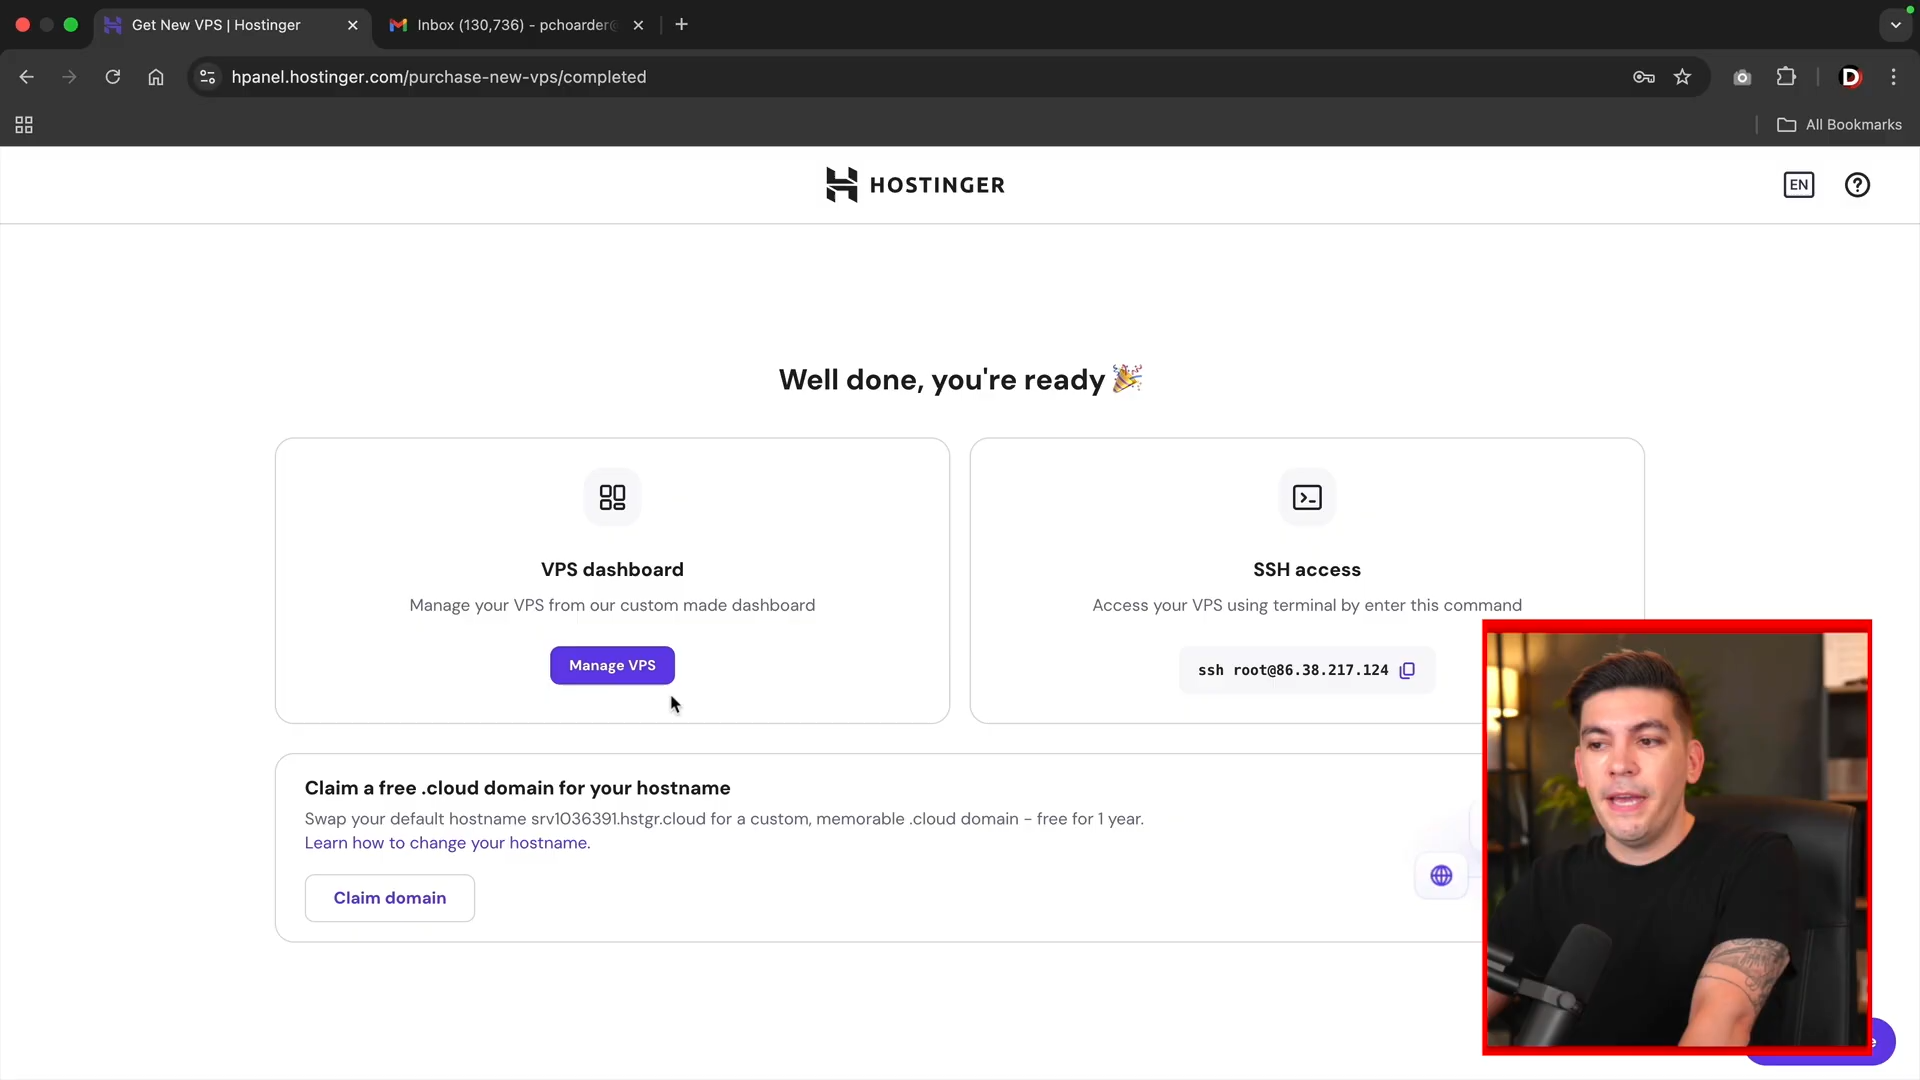 Get New VPS | Hostinger
Inbox (130,736) - pchoarder@
hpanel.hostinger.com/purchase-new-vps/completed
All Bookmarks
HOSTINGER
EN
Well done, you're ready
VPS dashboard
Manage your VPS from our custom made dashboard
Manage VPS
SSH access
Access your VPS using terminal by enter this command
ssh root@86.38.217.124
Claim a free .cloud domain for your hostname
Swap your default hostname srv1036391.hstgr.cloud for a custom, memorable .cloud domain - free for 1 year.
Learn how to change your hostname.
Claim domain